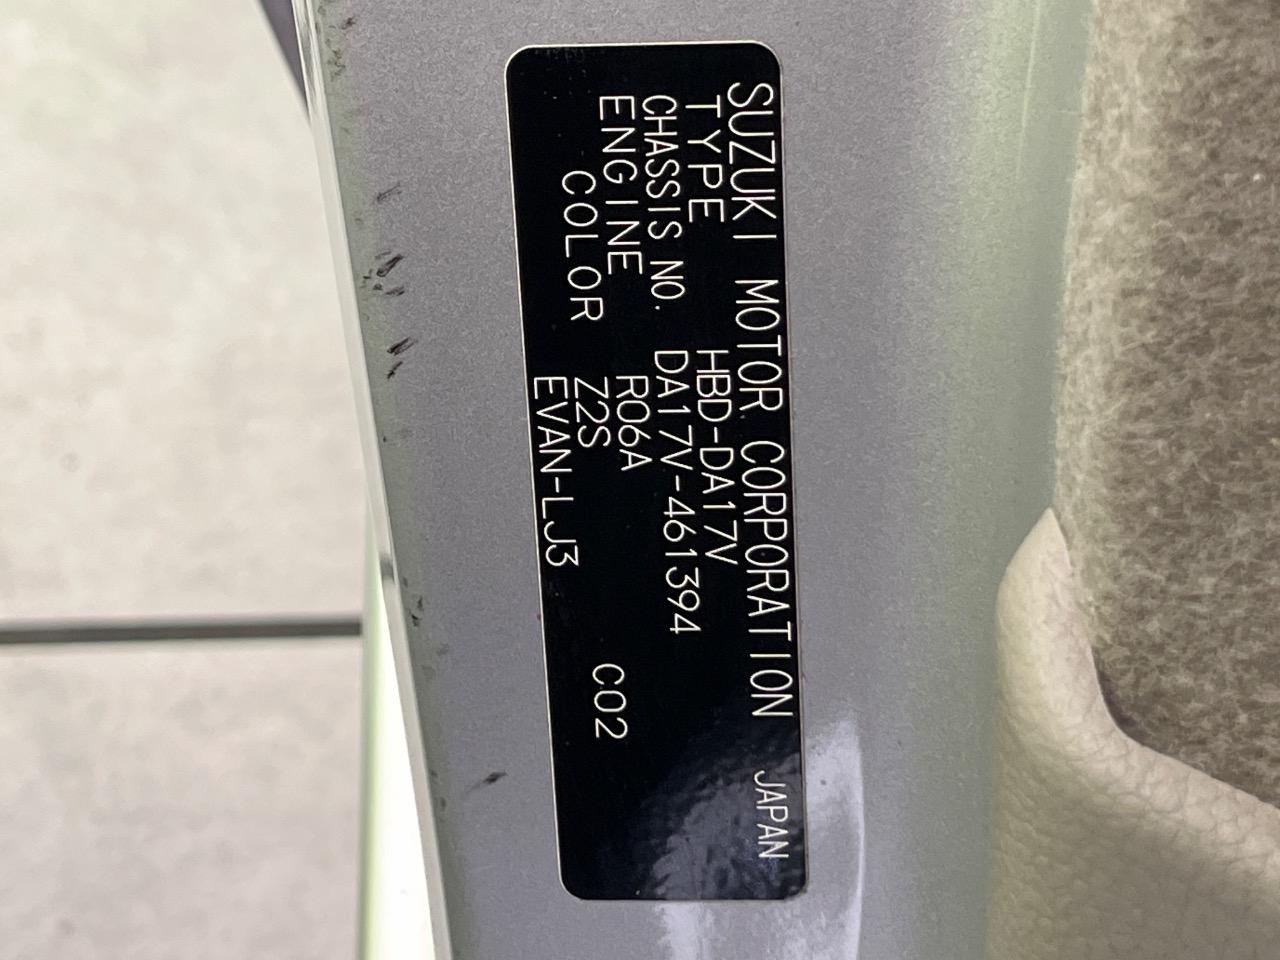 SUZUKI MOTOR CORPORATION JAPAN
TYPE HBD-DA17V
CHASSIS NO. DA17V-461394
ENGINE R06A
COLOR Z2S C02
EVAN-LJ3